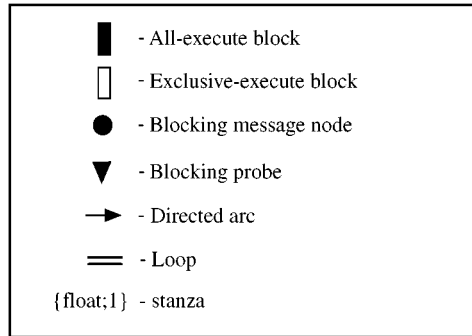 - All-execute block
- Exclusive-execute block
- Blocking message node
- Blocking probe
- Directed arc
- Loop
{float;1} - stanza